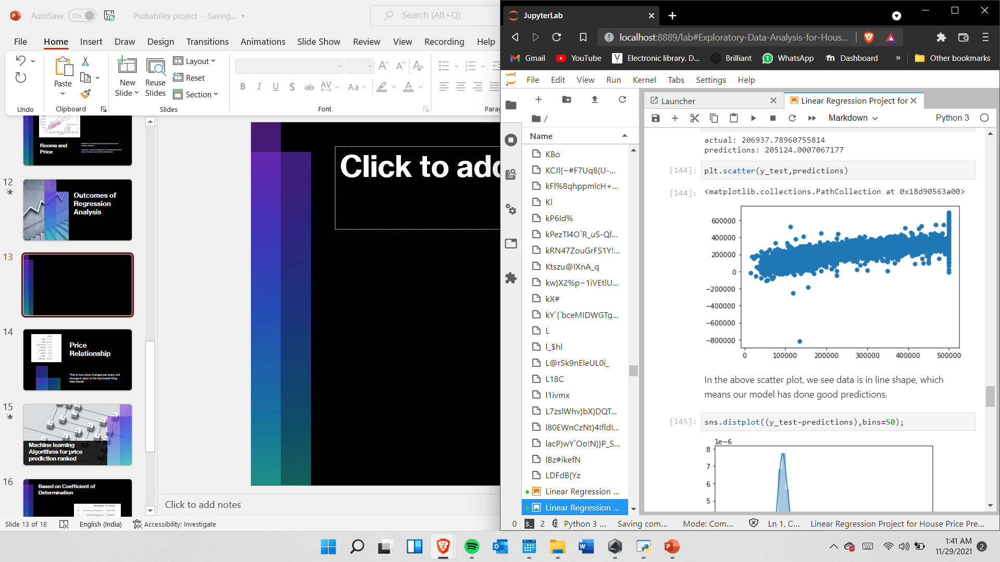 AutoSave On Probability project - Saving... Search (Alt+Q)
File Home Insert Draw Design Transitions Animations Slide Show Review View Recording Help
Paste New Slide Reuse Slides Layout Reset Section
B I U S ab AV Aa A
Undo Clipboard Slides Font Parag
Rooms and
Price
12
Outcomes of
Regression
Analysis
13
14
Price
Relationship
This is how price changes per every unit
change in each of the factors(all thing
kept equal).
15
Machine learning
Algorithms for price
prediction ranked
16
Based on Coefficient of
Determination
Click to add
Click to add notes
Slide 13 of 18 English (India) Accessibility: Investigate
JupyterLab
localhost:8889/lab#Exploratory-Data-Analysis-for-Hous...
Gmail YouTube Electronic library. D... Brilliant WhatsApp Dashboard » Other bookmarks
File Edit View Run Kernel Tabs Settings Help
Launcher Linear Regression Project for
/
Markdown Python 3
Name
KBo
KCJl{~#F7Uq8(U-...
kFl%8qhppmlcH+...
Kl
kP6Id%
kPezTl4O`R_uS-Ql...
kRN47ZouGrFS1Y!...
Ktszu@IXnA_q
kw}X2%p~1iVEtlU...
kX#
kY`{`bceMIDWGTg...
L
l_$hl
L@rSk9nEleUL0i_
L18C
l1ivmx
L7zslWhv)bX)DQT...
l80EWnCzNt)4IfldI...
lacP)wY`Oo!N}}P_S...
lBz#ikefN
LDFdB{Yz
Linear Regression ...
Linear Regression ...
actual: 206937.78960755814
predictions: 205124.0007067177
[144]: plt.scatter(y_test,predictions)
[144]: <matplotlib.collections.PathCollection at 0x18d90563a00>
600000
400000
200000
0
−200000
−400000
−600000
−800000
0 100000 200000 300000 400000 500000
In the above scatter plot, we see data is in line shape, which
means our model has done good predictions.
[145]: sns.distplot((y_test-predictions),bins=50);
1e−6
8
7
6
5
0 2 Python 3 ... Saving com... Mode: Com... Ln 1, C... Linear Regression Project for House Price Pre...
1:41 AM
11/29/2021 2